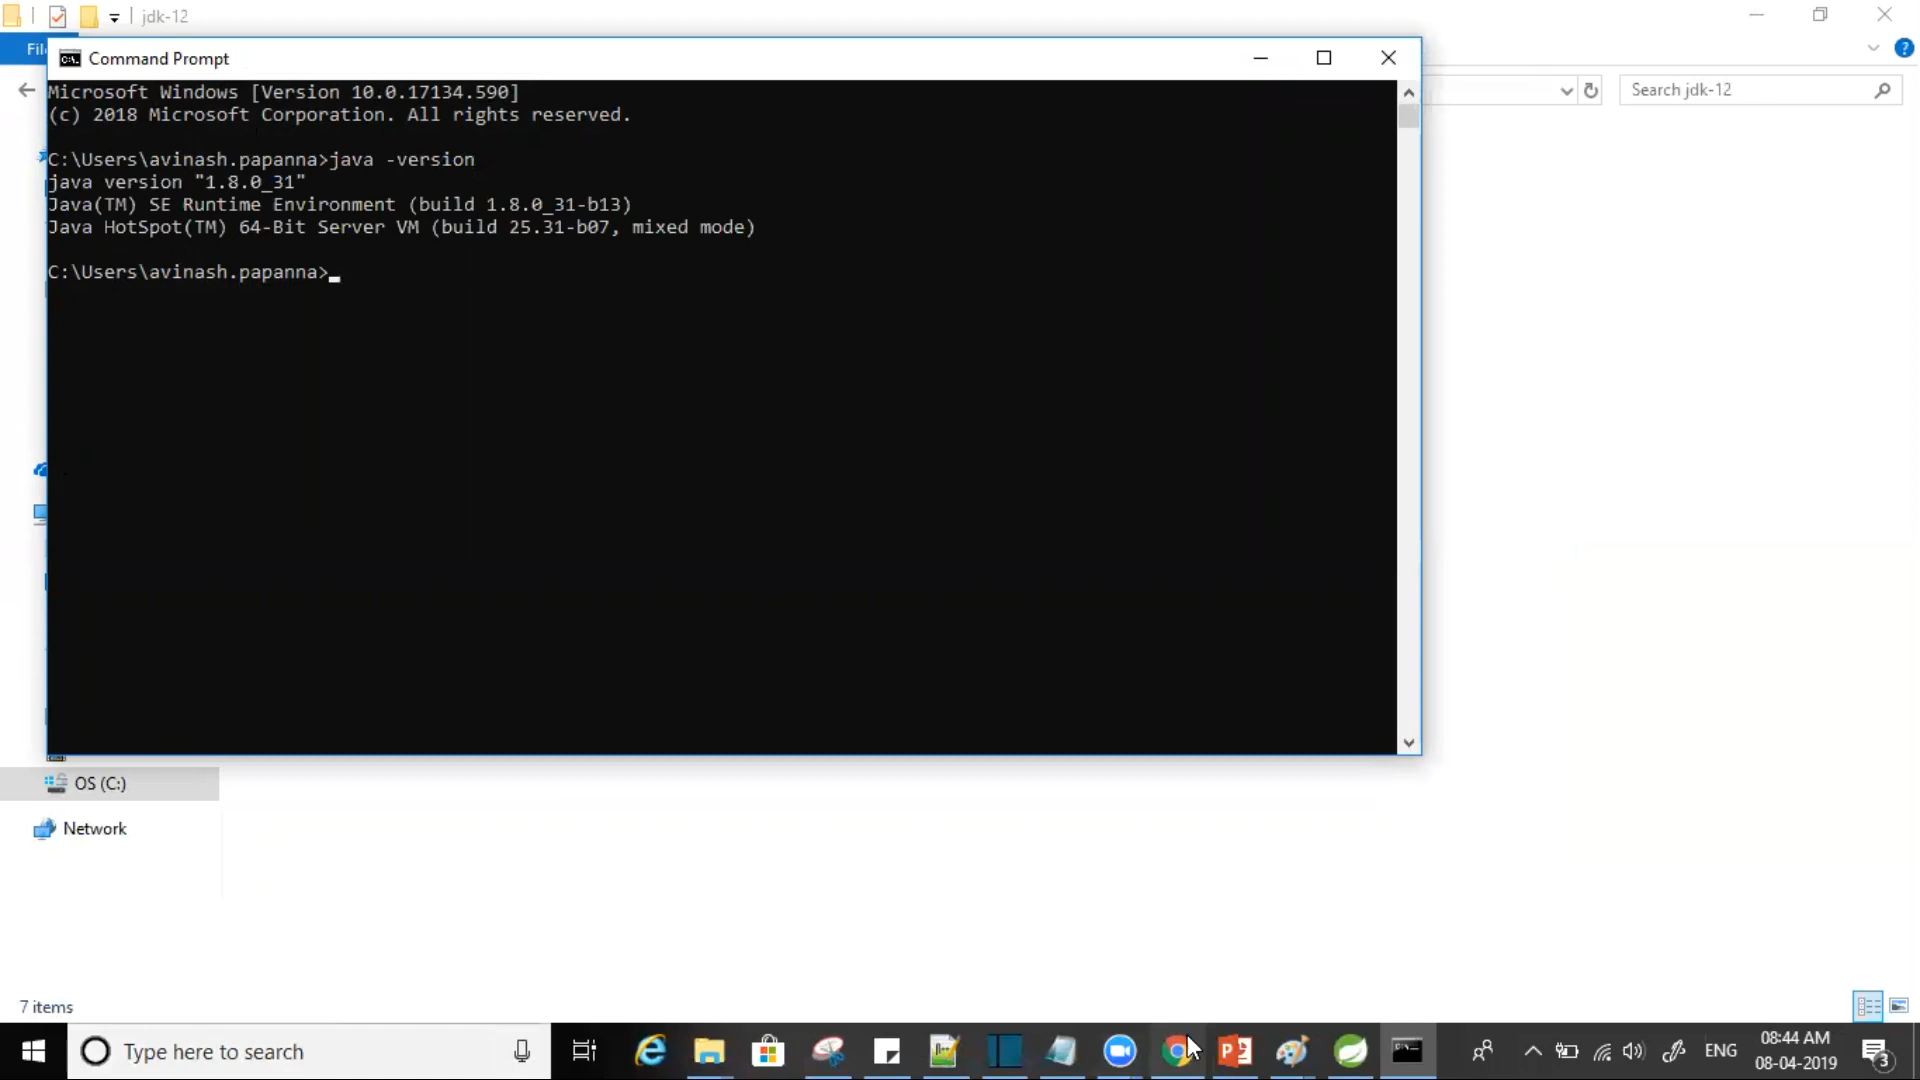 jdk-12
Fil
Command Prompt
Search jdk-12
Microsoft Windows [Version 10.0.17134.590]
(c) 2018 Microsoft Corporation. All rights reserved.
C:\Users\avinash.papanna>java -version
java version "1.8.0_31"
Java(TM) SE Runtime Environment (build 1.8.0_31-b13)
Java HotSpot(TM) 64-Bit Server VM (build 25.31-b07, mixed mode)
C:\Users\avinash.papanna>
OS (C:)
Network
7 items
Type here to search
ENG
08:44 AM
08-04-2019
3